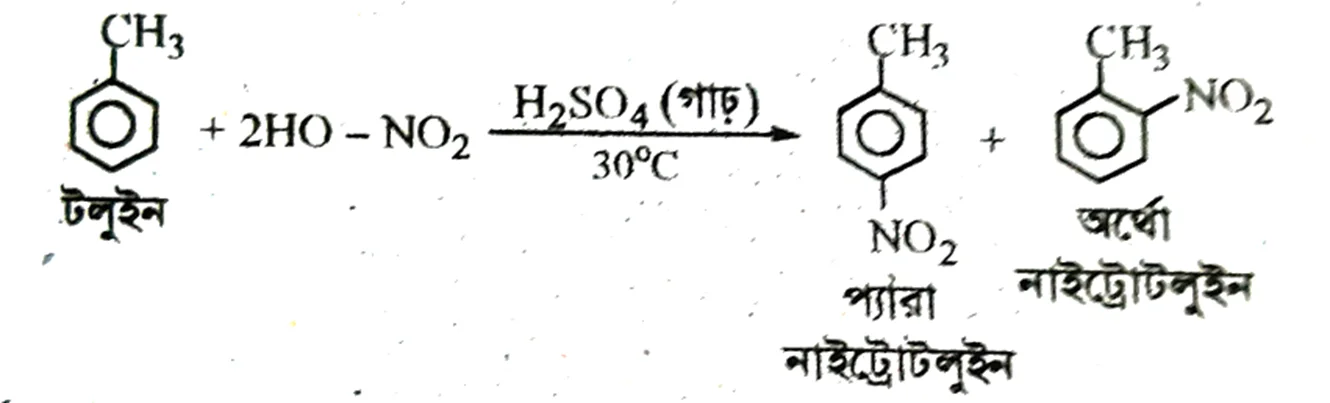 CH₃ CH₃ CH₃
H₂SO₄ (গাঢ়) NO₂
+ 2HO – NO₂ +
30°C
টলুইন NO₂ অর্থো
প্যারা নাইট্রোটলুইন
নাইট্রোটলুইন